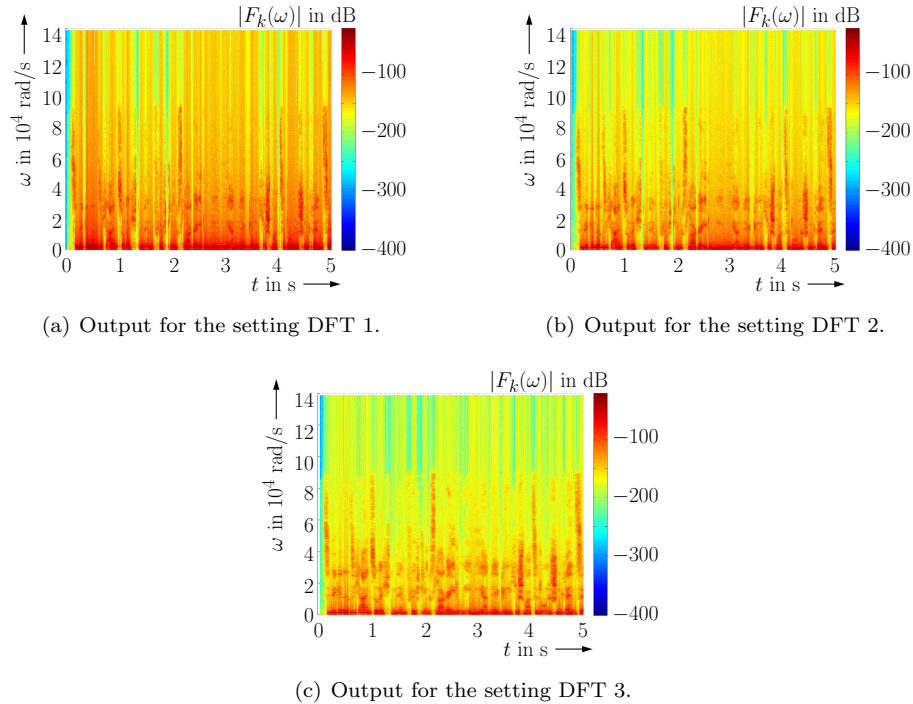 |F_k(ω)| in dB
14
12
10
8
6
4
2
0
ω in 10^4 rad/s
−100
−200
−300
−400
0 1 2 3 4 5
t in s
(a) Output for the setting DFT 1.
|F_k(ω)| in dB
14
12
10
8
6
4
2
0
ω in 10^4 rad/s
−100
−200
−300
−400
0 1 2 3 4 5
t in s
(b) Output for the setting DFT 2.
|F_k(ω)| in dB
14
12
10
8
6
4
2
0
ω in 10^4 rad/s
−100
−200
−300
−400
0 1 2 3 4 5
t in s
(c) Output for the setting DFT 3.